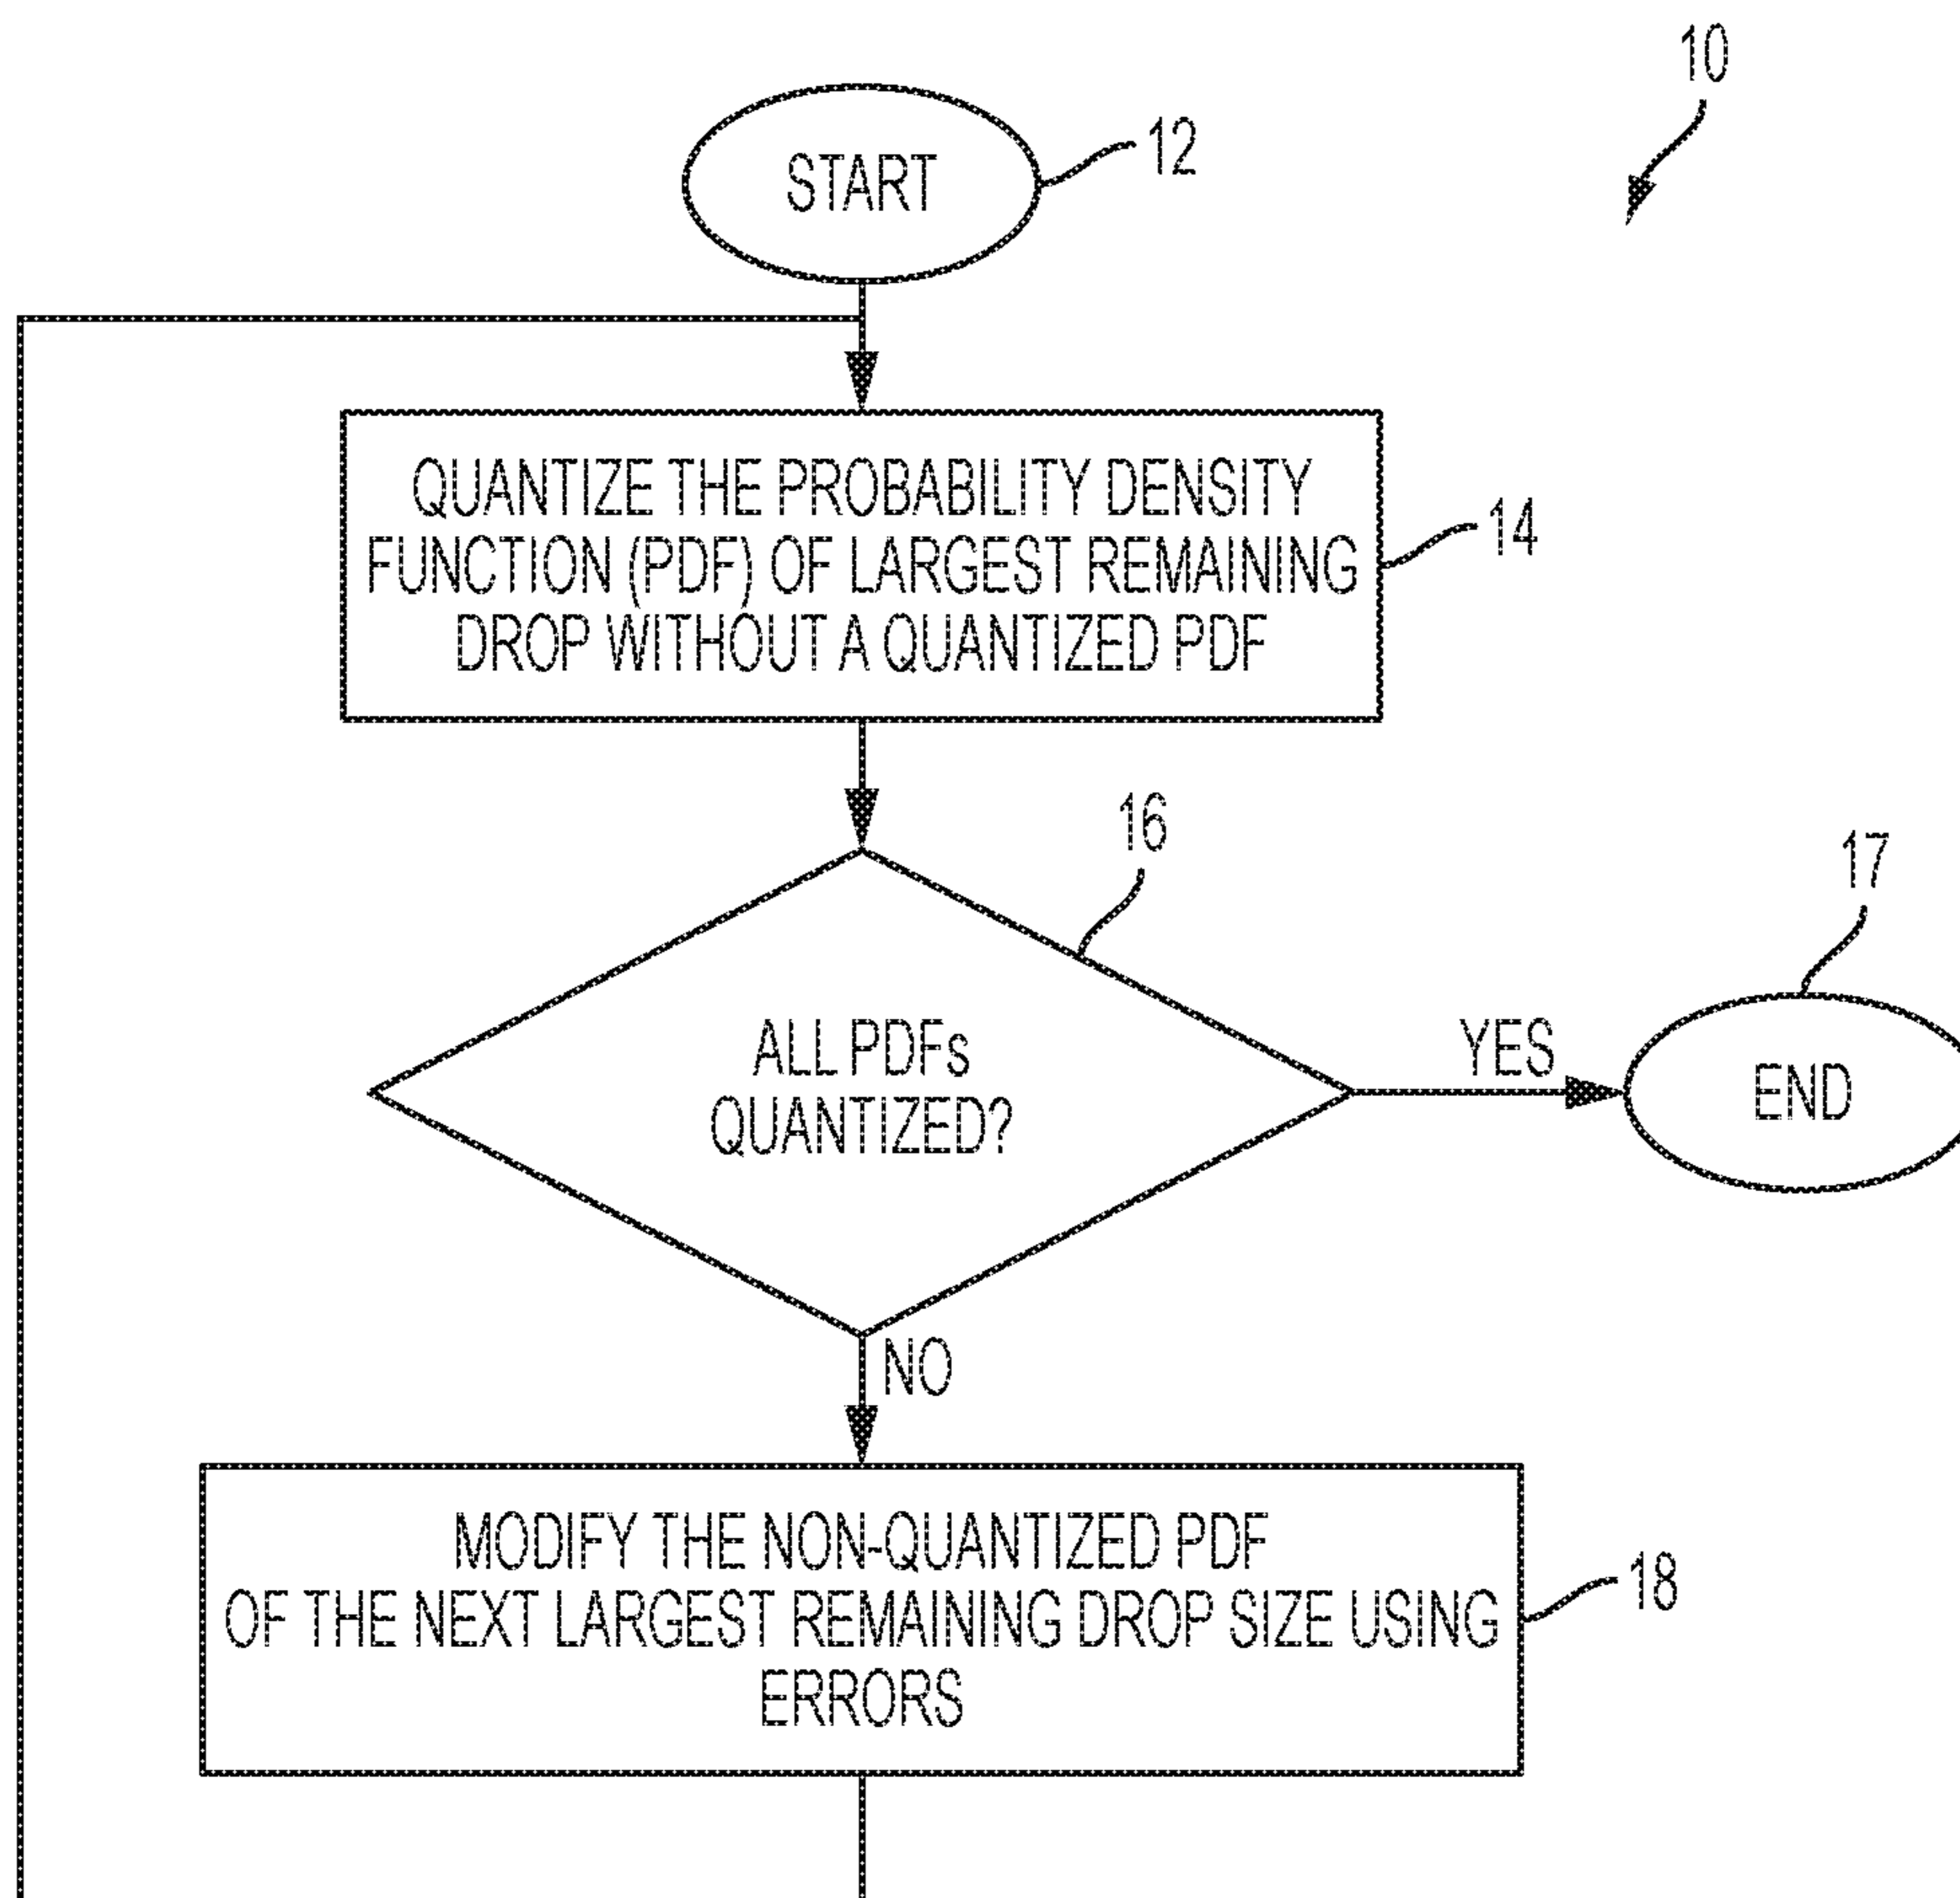 10
START
12
QUANTIZE THE PROBABILITY DENSITY
FUNCTION (PDF) OF LARGEST REMAINING
DROP WITHOUT A QUANTIZED PDF
14
16
ALL PDFs
QUANTIZED?
YES
17
END
NO
MODIFY THE NON-QUANTIZED PDF
OF THE NEXT LARGEST REMAINING DROP SIZE USING
ERRORS
18